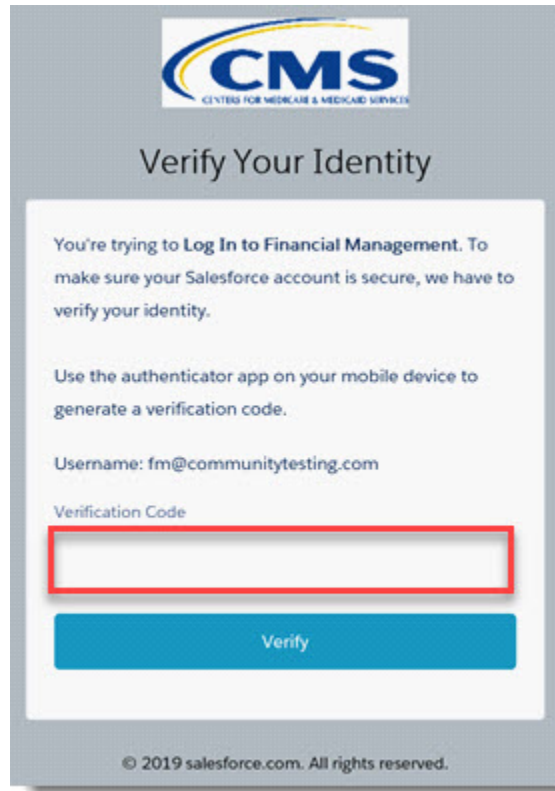 CMS
CENTERS FOR MEDICARE & MEDICAID SERVICES
Verify Your Identity
You're trying to Log In to Financial Management. To
make sure your Salesforce account is secure, we have to
verify your identity.
Use the authenticator app on your mobile device to
generate a verification code.
Username: fm@communitytesting.com
Verification Code
Verify
© 2019 salesforce.com. All rights reserved.